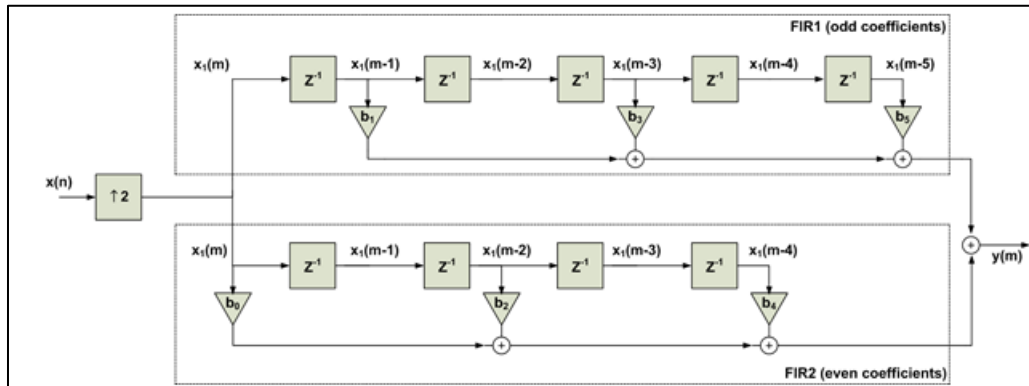 FIR1 (odd coefficients)
x₁(m) x₁(m-1) x₁(m-2) x₁(m-3) x₁(m-4) x₁(m-5)
Z⁻¹ Z⁻¹ Z⁻¹ Z⁻¹ Z⁻¹
b₁ b₃ b₅
+ +
x(n)
↑2
x₁(m) x₁(m-1) x₁(m-2) x₁(m-3) x₁(m-4)
+
y(m)
Z⁻¹ Z⁻¹ Z⁻¹ Z⁻¹
b₀ b₂ b₄
+ +
FIR2 (even coefficients)